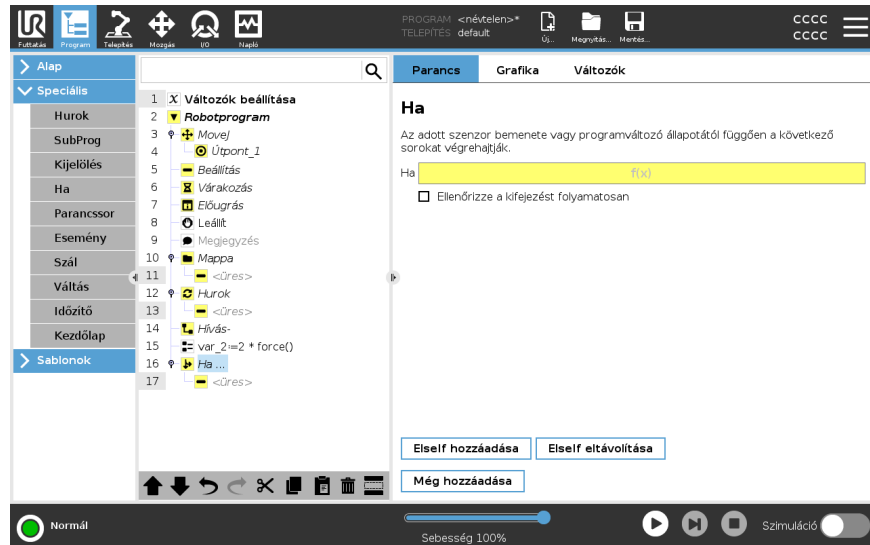 UR
PROGRAM <névtelen>*
TELEPÍTÉS default
Futtatás Program Telepítés Mozgás I/O Napló
Új... Megnyitás... Mentés...
CCCC
CCCC
Alap
Speciális
Hurok
SubProg
Kijelölés
Ha
Parancssor
Esemény
Szál
Váltás
Időzítő
Kezdőlap
Sablonok
1 X Változók beállítása
2 Robotprogram
3 MoveJ
4 Útpont_1
5 Beállítás
6 Várakozás
7 Előugrás
8 Leállít
9 Megjegyzés
10 Mappa
11 <üres>
12 Hurok
13 <üres>
14 Hívás-
15 var_2:=2 * force()
16 Ha ...
17 <üres>
Parancs Grafika Változók
Ha
Az adott szenzor bemenete vagy programváltozó állapotától függően a következő
sorokat végrehajtják.
Ha f(x)
Ellenőrizze a kifejezést folyamatosan
ElseIf hozzáadása ElseIf eltávolítása
Még hozzáadása
Normál
Sebesség 100%
Szimuláció